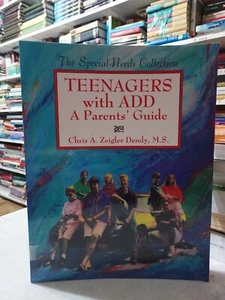 The Special-Needs Collection
TEENAGERS
with ADD
A Parents' Guide
Chris A. Zeigler Dendy, M.S.